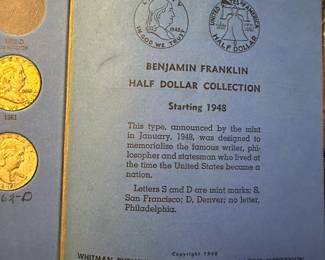 LIBERTY
1948
IN GOD WE TRUST
UNITED STATES OF AMERICA
HALF DOLLAR
BENJAMIN FRANKLIN
HALF DOLLAR COLLECTION
Starting 1948
This type, announced by the mint
in January, 1948, was designed to
memorialize the famous writer, phi-
losopher and statesman who lived at
the time the United States became a
nation.
Letters S and D are mint marks: S,
San Francisco; D, Denver; no letter,
Philadelphia.
Copyright 1948
WHITMAN
1961
62-D